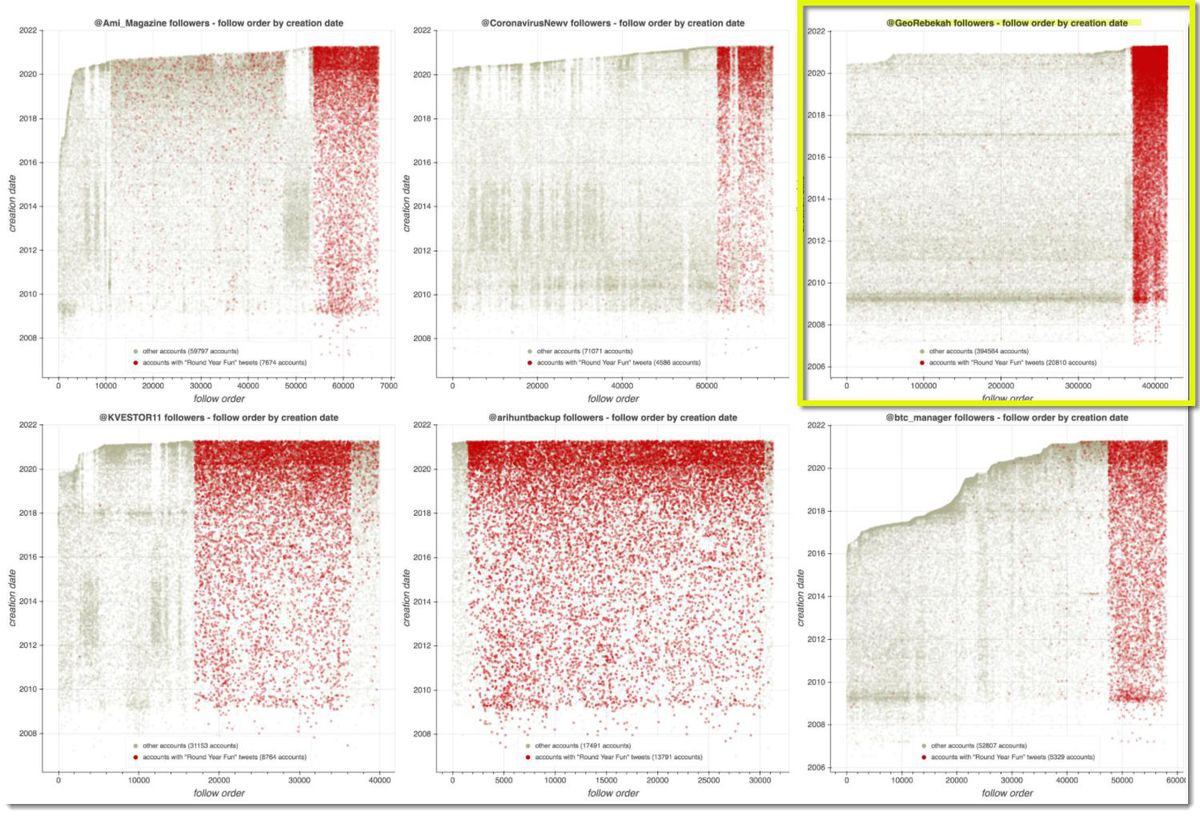 @Ami_Magazine followers - follow order by creation date
2022
2020
2018
2016
2014
2012
2010
2008
creation date
other accounts (59797 accounts)
accounts with "Round Year Fun" tweets (7674 accounts)
0 10000 20000 30000 40000 50000 60000 70000
follow order
@CoronavirusNewv followers - follow order by creation date
2022
2020
2018
2016
2014
2012
2010
2008
creation date
other accounts (71071 accounts)
accounts with "Round Year Fun" tweets (4586 accounts)
0 20000 40000 60000
follow order
@GeoRebekah followers - follow order by creation date
2022
2020
2018
2016
2014
2012
2010
2008
2006
other accounts (394564 accounts)
accounts with "Round Year Fun" tweets (20810 accounts)
0 100000 200000 300000 400000
follow order
@KVESTOR11 followers - follow order by creation date
2022
2020
2018
2016
2014
2012
2010
2008
creation date
other accounts (31153 accounts)
accounts with "Round Year Fun" tweets (8764 accounts)
0 10000 20000 30000 40000
follow order
@arihuntbackup followers - follow order by creation date
2022
2020
2018
2016
2014
2012
2010
2008
creation date
other accounts (17491 accounts)
accounts with "Round Year Fun" tweets (13791 accounts)
0 5000 10000 15000 20000 25000 30000
follow order
@btc_manager followers - follow order by creation date
2022
2020
2018
2016
2014
2012
2010
2008
2006
creation date
other accounts (52807 accounts)
accounts with "Round Year Fun" tweets (5329 accounts)
0 10000 20000 30000 40000 50000 60000
follow order